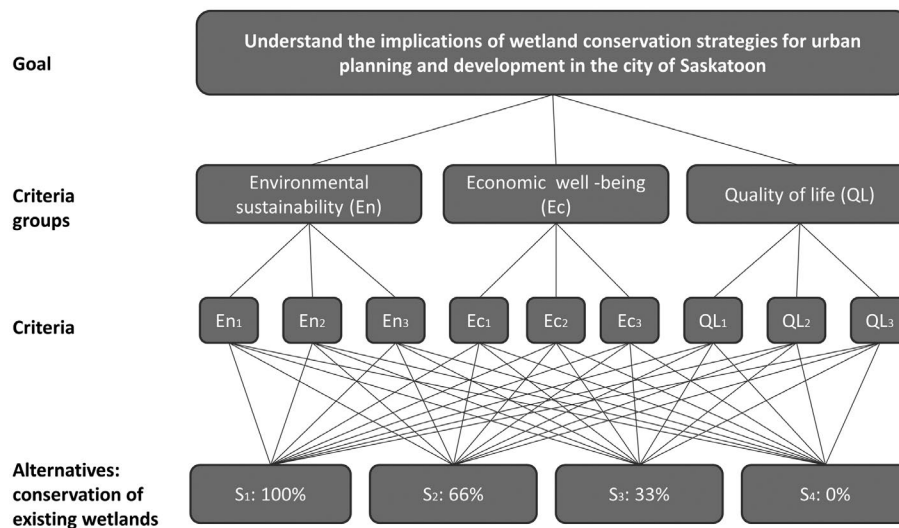 Goal
Understand the implications of wetland conservation strategies for urban
planning and development in the city of Saskatoon
Criteria
groups
Environmental
sustainability (En)
Economic well -being
(Ec)
Quality of life (QL)
Criteria
En1
En2
En3
Ec1
Ec2
Ec3
QL1
QL2
QL3
Alternatives:
conservation of
existing wetlands
S1: 100%
S2: 66%
S3: 33%
S4: 0%